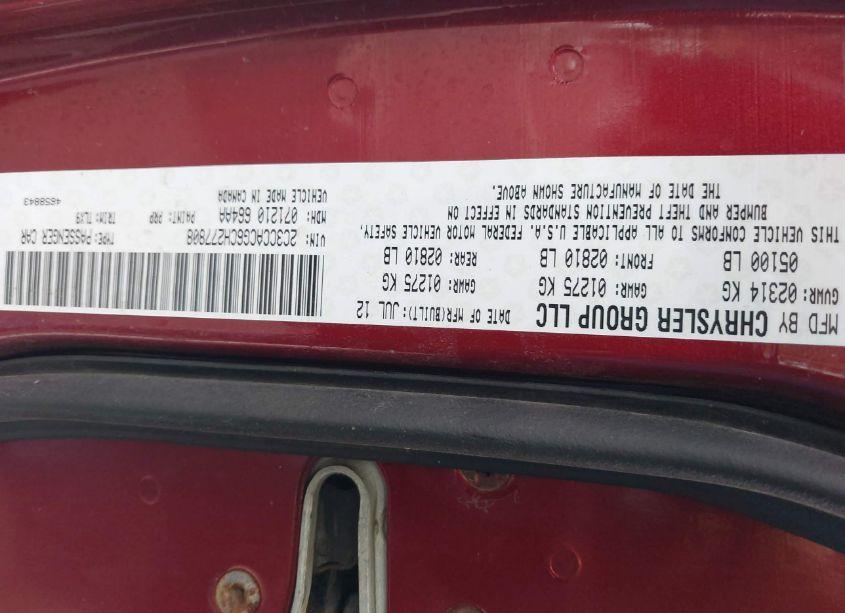 MFD BY CHRYSLER GROUP LLC DATE OF MFR(BUILT): JUL 12
GVWR: 02314 KG GAWR: 01275 KG GAWR: 01275 KG
05100 LB FRONT: 02810 LB REAR: 02810 LB
THIS VEHICLE CONFORMS TO ALL APPLICABLE U.S.A. FEDERAL MOTOR VEHICLE SAFETY,
BUMPER AND THEFT PREVENTION STANDARDS IN EFFECT ON
THE DATE OF MANUFACTURE SHOWN ABOVE.
VIN: 2C3CCACG6CH277808 TYPE: PASSENGER CAR
MDH: 071210 664AA PAINT: PRP TRIM: TLX9
VEHICLE MADE IN CANADA 4658843